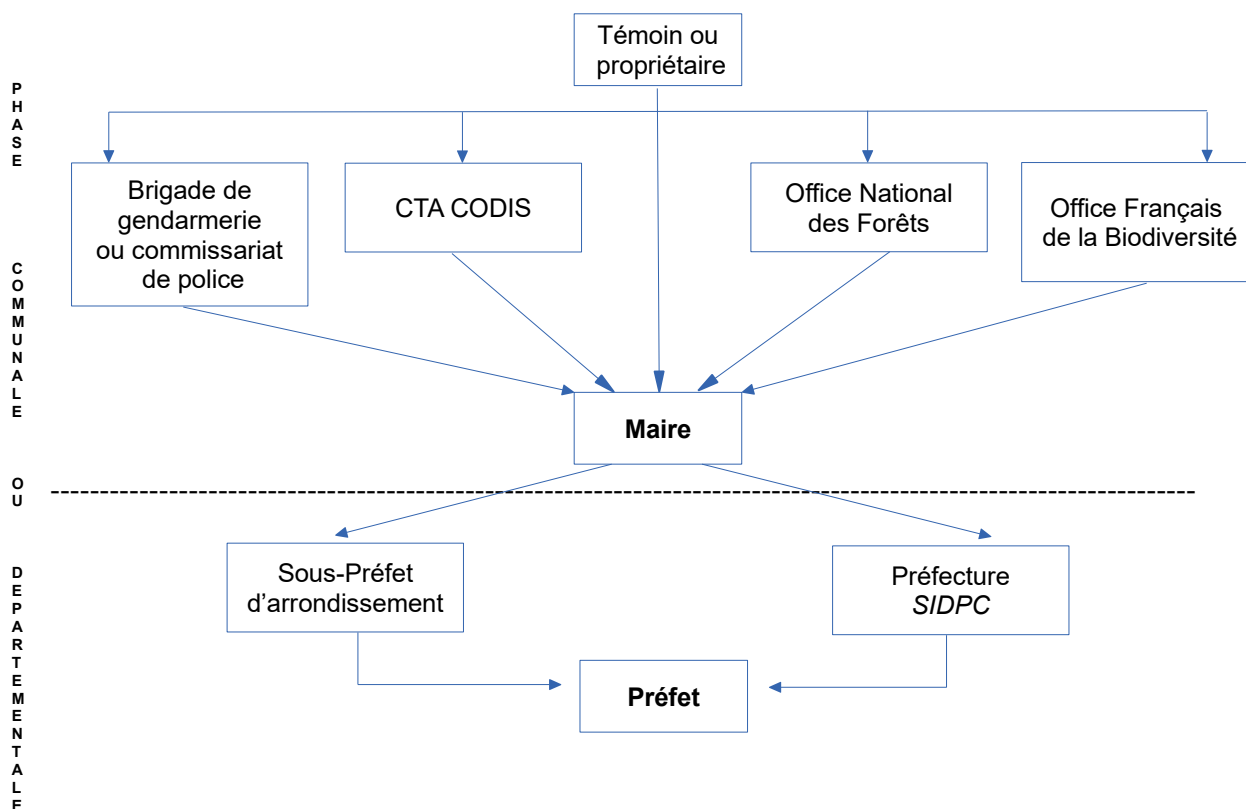 Témoin ou
propriétaire
PHASE
Brigade de
gendarmerie
ou commissariat
de police
CTA CODIS
Office National
des Forêts
Office Français
de la Biodiversité
COMMUNALE
Maire
OU
Sous-Préfet
d’arrondissement
Préfecture
SIDPC
DEPARTEMENTALE
Préfet